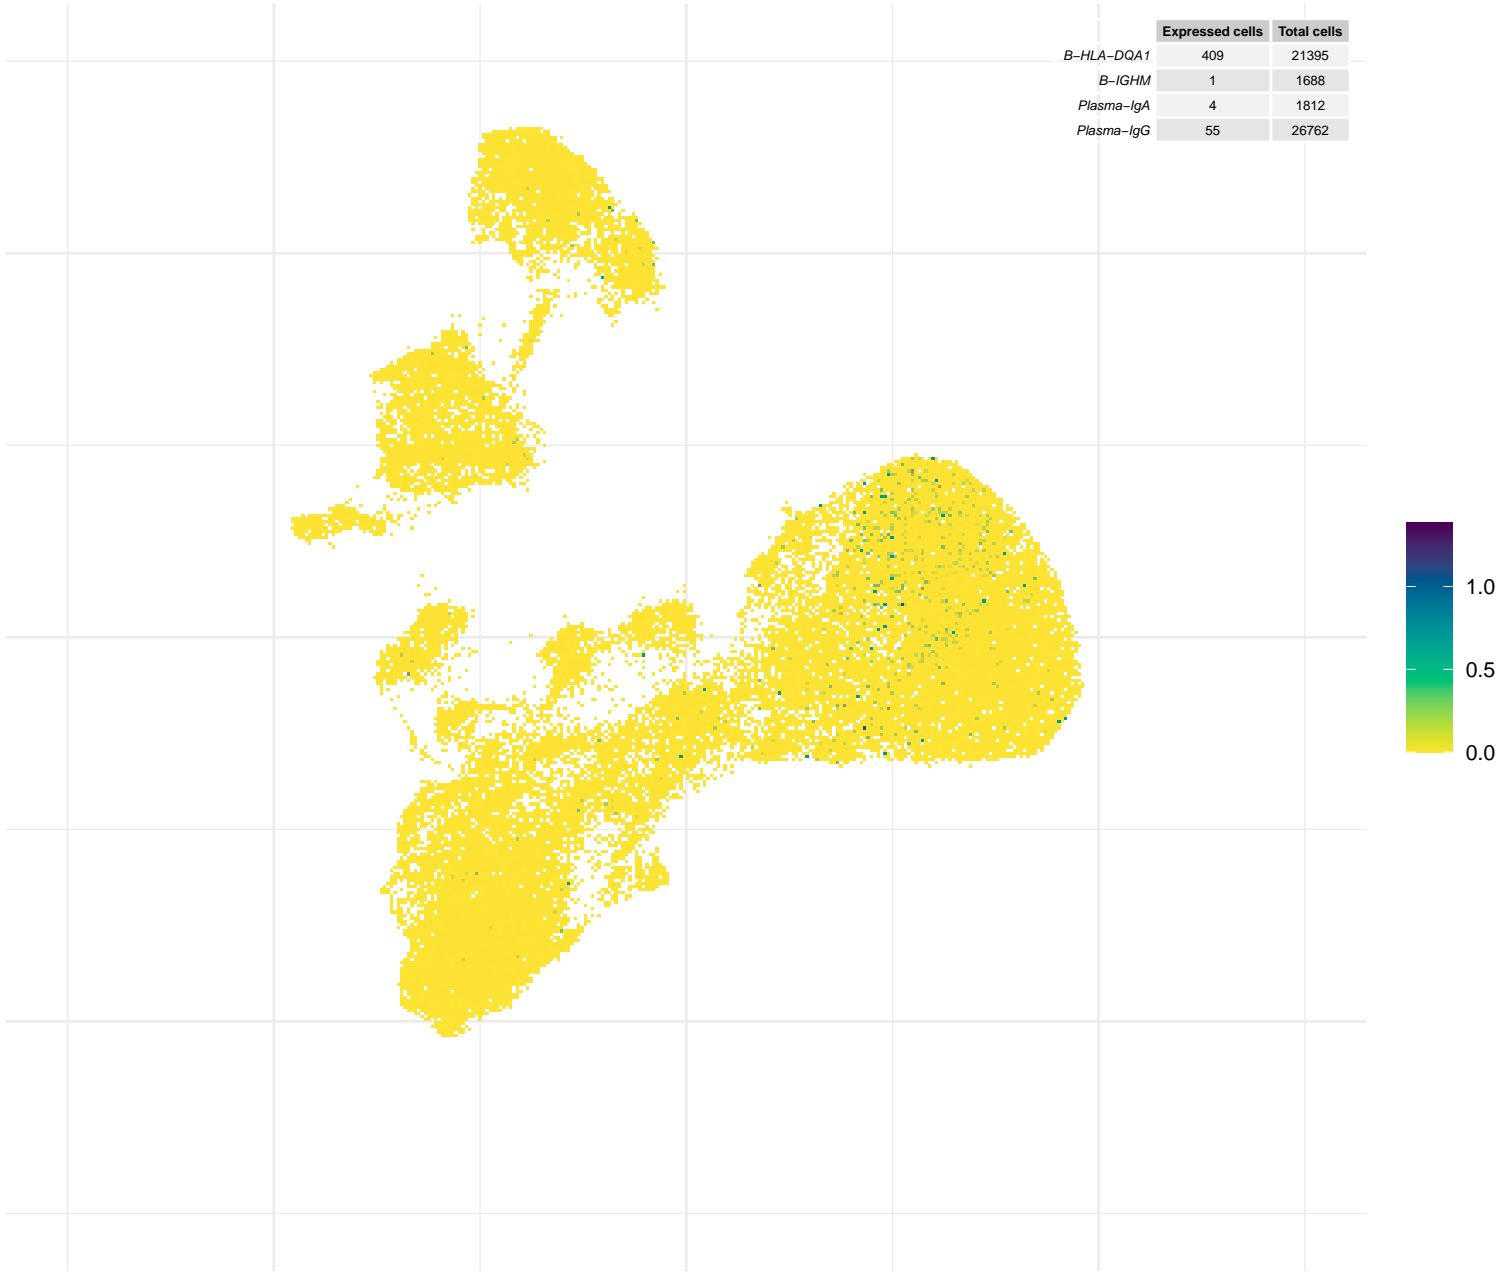 Expressed cells Total cells
B−HLA−DQA1 409 21395
B−IGHM 1 1688
Plasma−IgA 4 1812
Plasma−IgG 55 26762
1.0
0.5
0.0